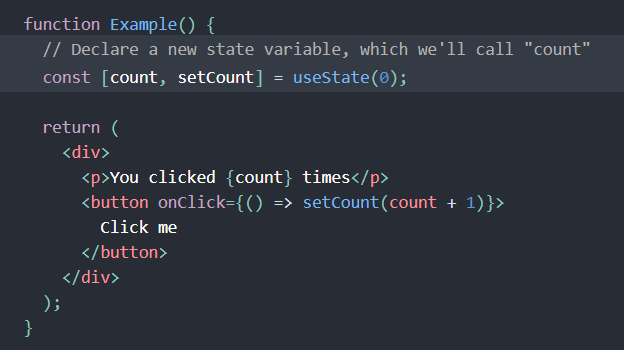 function Example() {
  // Declare a new state variable, which we'll call "count"
  const [count, setCount] = useState(0);

  return (
    <div>
      <p>You clicked {count} times</p>
      <button onClick={() => setCount(count + 1)}>
        Click me
      </button>
    </div>
  );
}